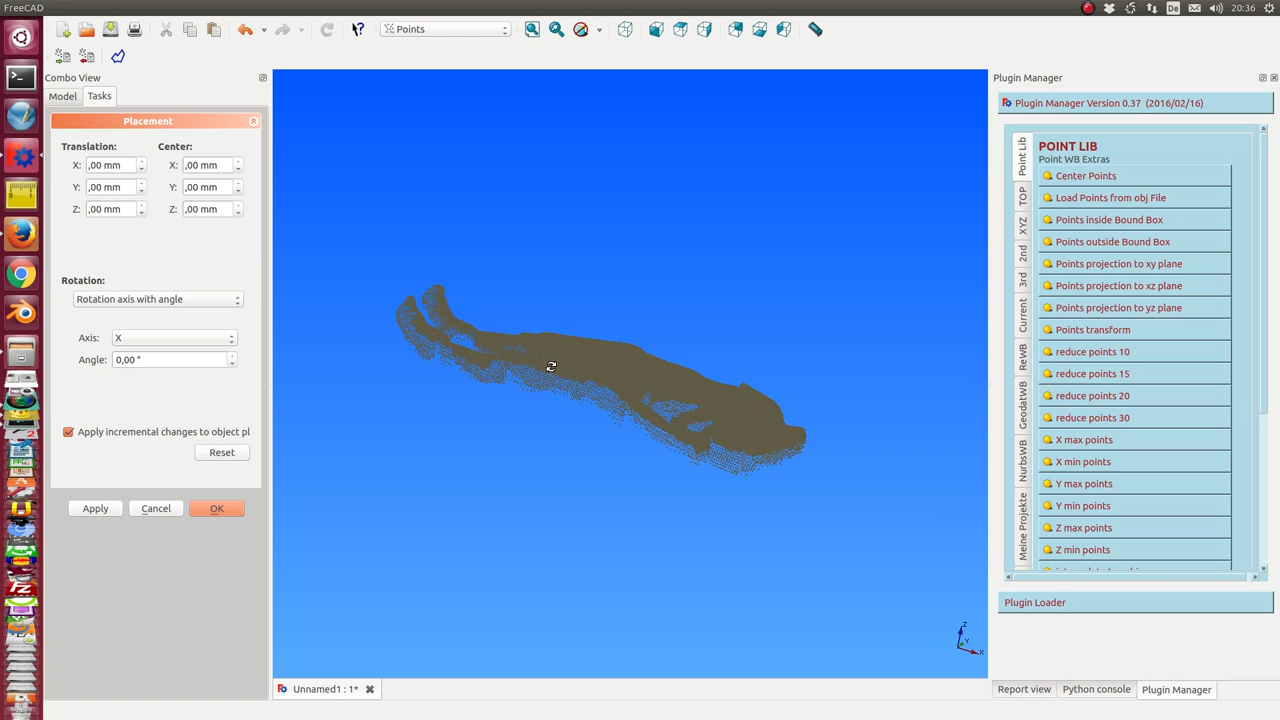 FreeCAD
De
20:36
Points
Combo View
Model
Tasks
Placement
Translation:
Center:
X:
,00 mm
X:
,00 mm
Y:
,00 mm
Y:
,00 mm
Z:
,00 mm
Z:
,00 mm
Rotation:
Rotation axis with angle
Axis:
X
Angle:
0,00 °
Apply incremental changes to object pl
Reset
Apply
Cancel
OK
Z
Y
X
Unnamed1 : 1*
Plugin Manager
Plugin Manager Version 0.37 (2016/02/16)
Point Lib
TOP
XYZ
2nd
3rd
Current
ReWB
GeodatWB
NurbsWB
Meine Projekte
POINT LIB
Point WB Extras
Center Points
Load Points from obj File
Points inside Bound Box
Points outside Bound Box
Points projection to xy plane
Points projection to xz plane
Points projection to yz plane
Points transform
reduce points 10
reduce points 15
reduce points 20
reduce points 30
X max points
X min points
Y max points
Y min points
Z max points
Z min points
Plugin Loader
Report view
Python console
Plugin Manager